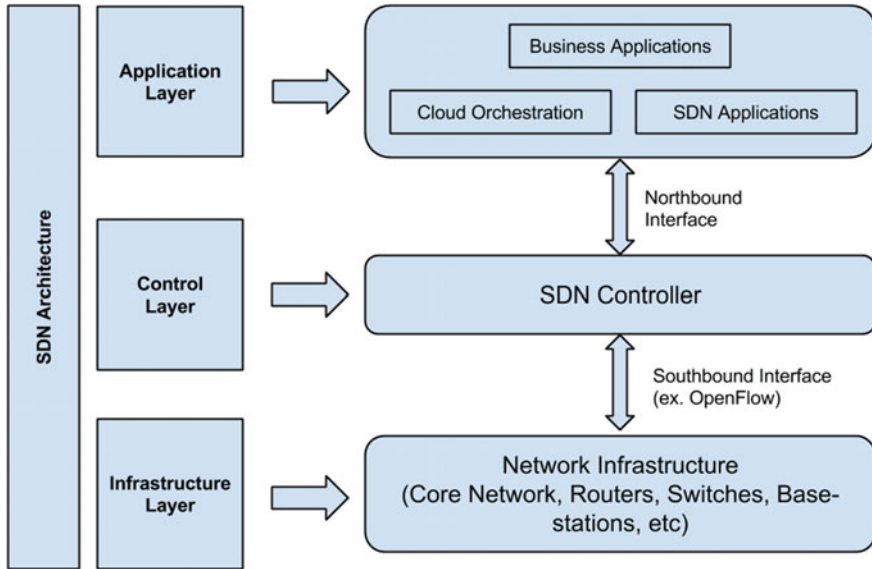 SDN Architecture
Application
Layer
Business Applications
Cloud Orchestration
SDN Applications
Northbound
Interface
Control
Layer
SDN Controller
Southbound Interface
(ex. OpenFlow)
Infrastructure
Layer
Network Infrastructure
(Core Network, Routers, Switches, Base-
stations, etc)